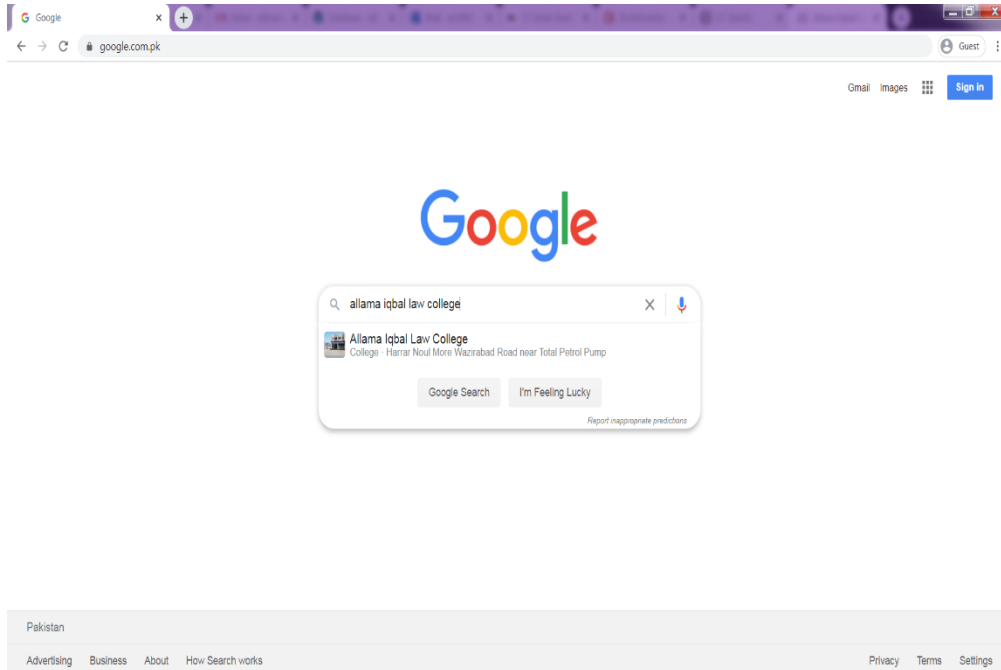 Google
google.com.pk
Guest
Gmail Images Sign in
Google
allama iqbal law college
Allama Iqbal Law College
College · Harrar Noul More Wazirabad Road near Total Petrol Pump
Google Search I'm Feeling Lucky
Report inappropriate predictions
Pakistan
Advertising Business About How Search works Privacy Terms Settings